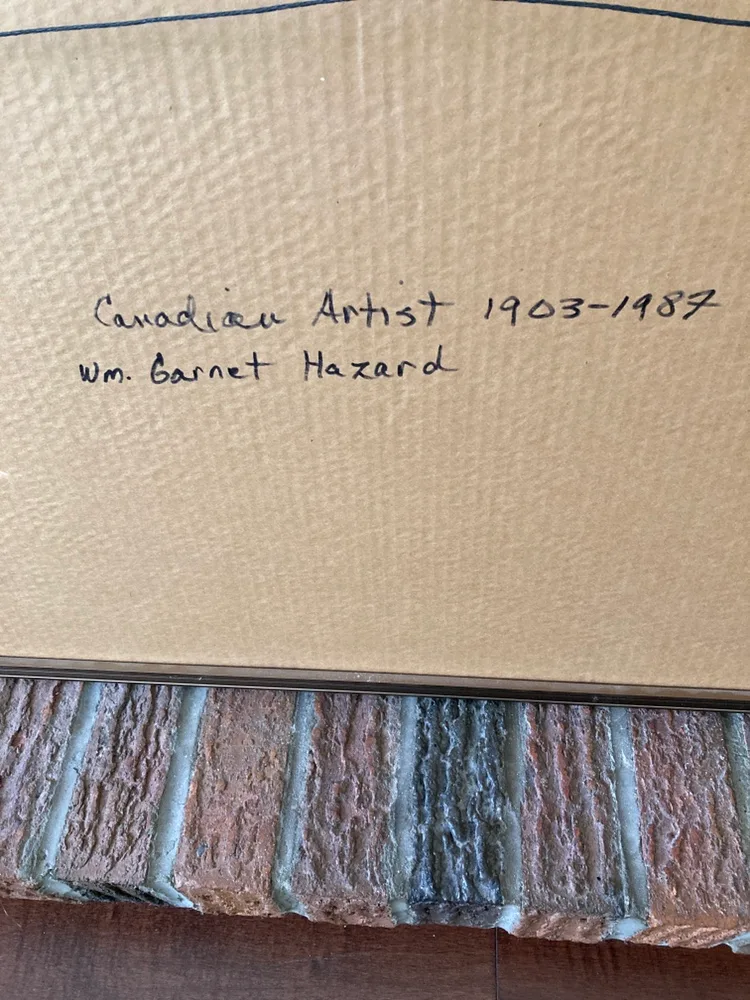 Canadian Artist 1903-1987
Wm. Garnet Hazard